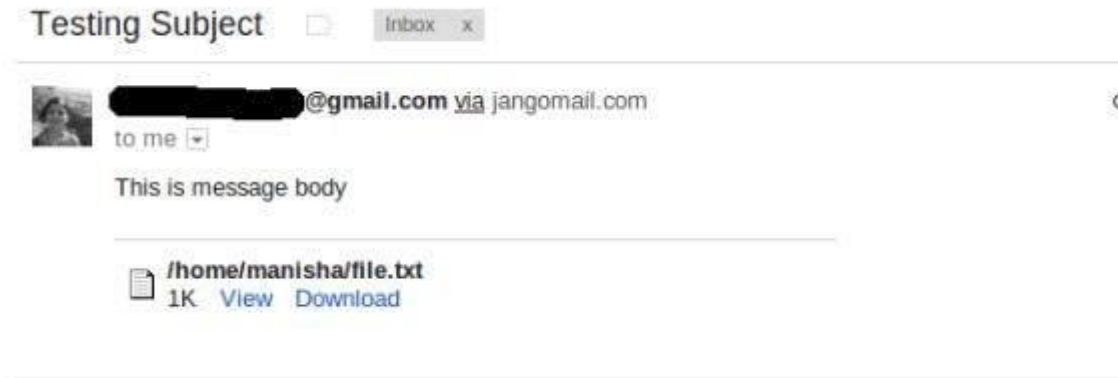 Testing Subject Inbox x
@gmail.com via jangomail.com
to me
This is message body
/home/manisha/file.txt
1K View Download